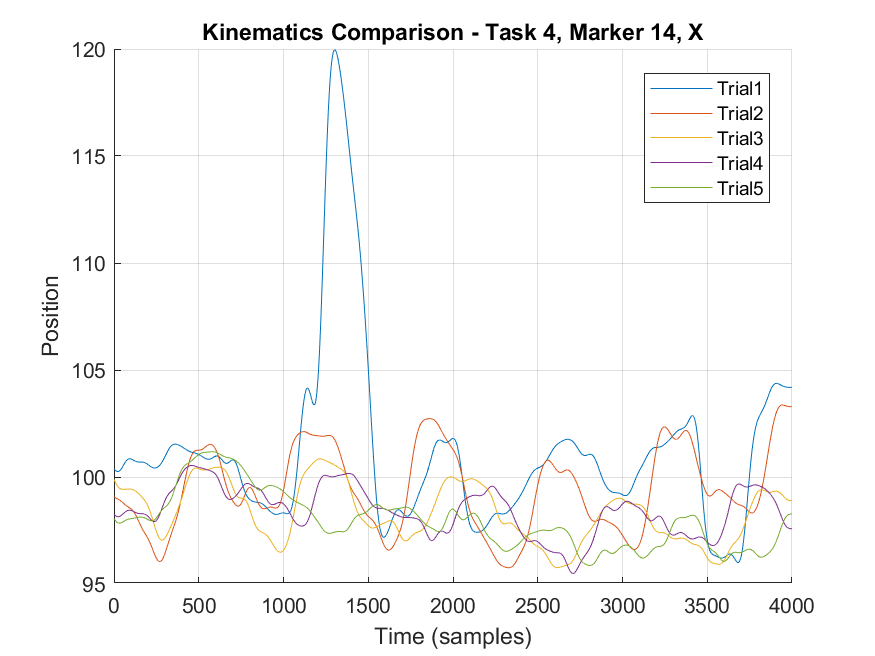 Kinematics Comparison - Task 4, Marker 14, X
120
115
110
105
100
95
Position
Trial1
Trial2
Trial3
Trial4
Trial5
0 500 1000 1500 2000 2500 3000 3500 4000
Time (samples)